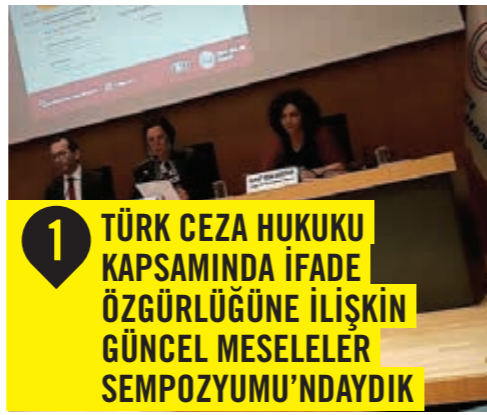 1
TÜRK CEZA HUKUKU
KAPSAMINDA İFADE
ÖZGÜRLÜĞÜNE İLİŞKİN
GÜNCEL MESELELER
SEMPOZYUMU’NDAYDIK